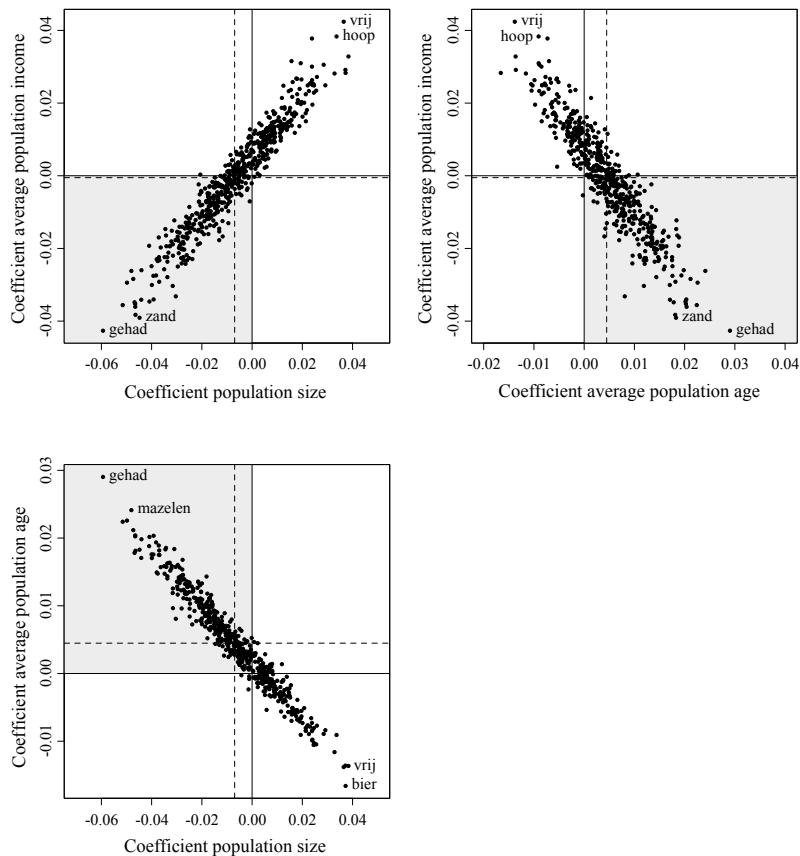 Coefficient average population income
-0.04 -0.02 0.00 0.02 0.04
vrij
hoop
zand
gehad
-0.06 -0.04 -0.02 0.00 0.02 0.04
Coefficient population size
Coefficient average population income
-0.04 -0.02 0.00 0.02 0.04
vrij
hoop
zand
gehad
-0.02 -0.01 0.00 0.01 0.02 0.03 0.04
Coefficient average population age
Coefficient average population age
-0.01 0.00 0.01 0.02 0.03
gehad
mazelen
vrij
bier
-0.06 -0.04 -0.02 0.00 0.02 0.04
Coefficient population size